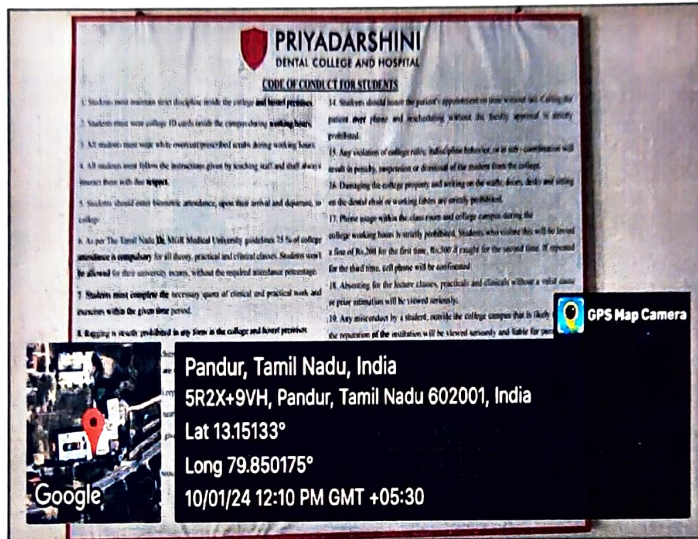 PRIYADARSHINI
DENTAL COLLEGE AND HOSPITAL
CODE OF CONDUCT FOR STUDENTS
1. Students must maintain strict discipline inside the college and hostel premises.
2. Students must wear college ID cards inside the campus during working hours.
3. All students must wear white overcoat/prescribed scrubs during working hours.
4. All students must follow the instructions given by teaching staff and shall always
interact them with due respect.
5. Students should enter biometric attendance, upon their arrival and departure, to
college.
6. As per The Tamil Nadu Dr. MGR Medical University guidelines 75 % of college
attendance is compulsory for all theory, practical and clinical classes. Students won't
be allowed for their university exams, without the required attendance percentage.
7. Students must complete the necessary quota of clinical and practical work and
exercises within the given time period.
8. Ragging is strictly prohibited in any form in the college and hostel premises.
14. Students should honor the patient's appointment on time without fail. Calling the
patient over phone and rescheduling without the faculty approval is strictly
prohibited.
15. Any violation of college rules, indiscipline behavior, or in subordination will
result in penalty, suspension or dismissal of the student from the college.
16. Damaging the college property and writing on the walls, doors, desks and sitting
on the dental chair or working tables are strictly prohibited.
17. Phone usage within the class room and college campus during the
college working hours is strictly prohibited. Students who violate this will be levied
a fine of Rs.200 for the first time, Rs.500 if caught for the second time. If repeated
for the third time, cell phone will be confiscated.
18. Absenting for the lecture classes, practicals and clinicals without a valid cause
or prior intimation will be viewed seriously.
19. Any misconduct by a student, outside the college campus that is likely
the reputation of the institution will be viewed seriously and liable for
GPS Map Camera
Pandur, Tamil Nadu, India
5R2X+9VH, Pandur, Tamil Nadu 602001, India
Lat 13.15133°
Long 79.850175°
10/01/24 12:10 PM GMT +05:30
Google